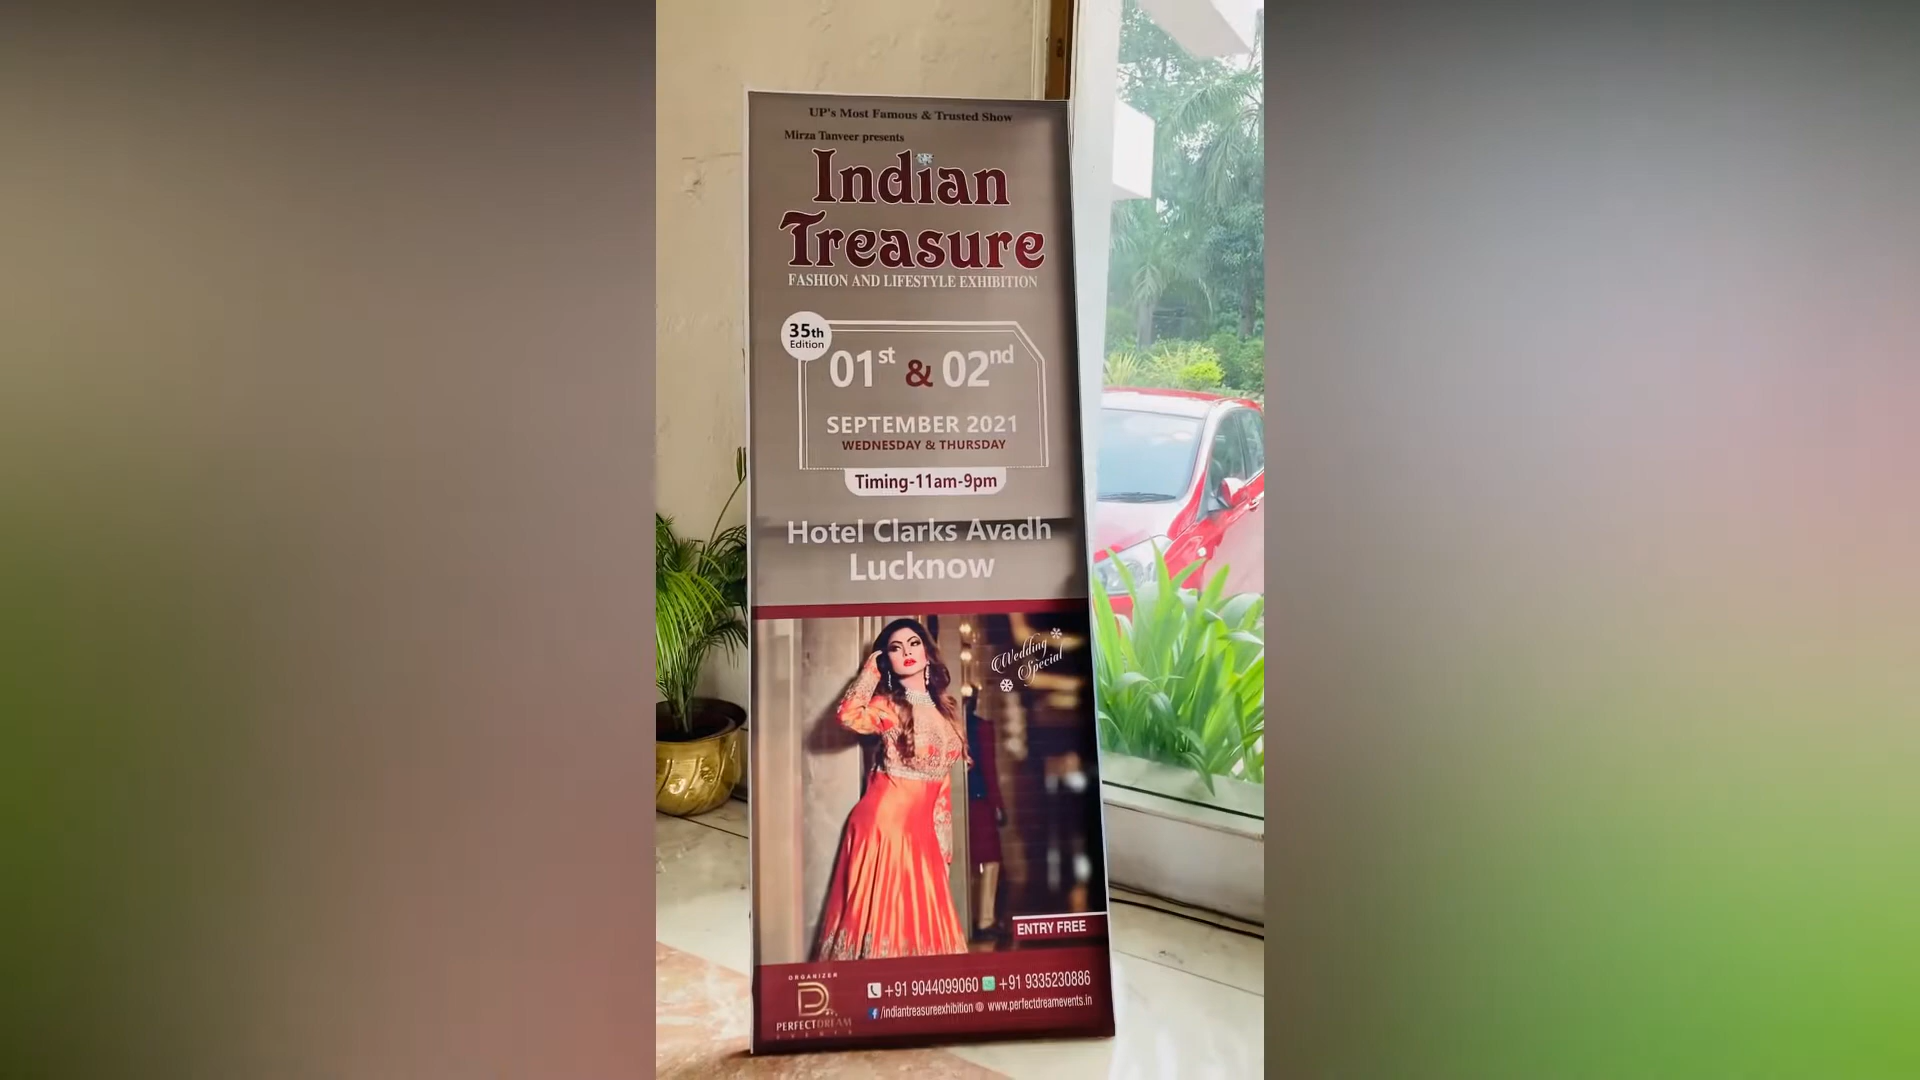 UP's Most Famous & Trusted Show
Mirza Tanveer presents
Indian
Treasure
FASHION AND LIFESTYLE EXHIBITION
35th
Edition
01st & 02nd
SEPTEMBER 2021
WEDNESDAY & THURSDAY
Timing-11am-9pm
Hotel Clarks Avadh
Lucknow
Wedding
Special
ENTRY FREE
ORGANIZER
PERFECTDREAM
EVENTS
+91 9044099060 +91 9335230886
/indiantreasureexhibition www.perfectdreamevents.in